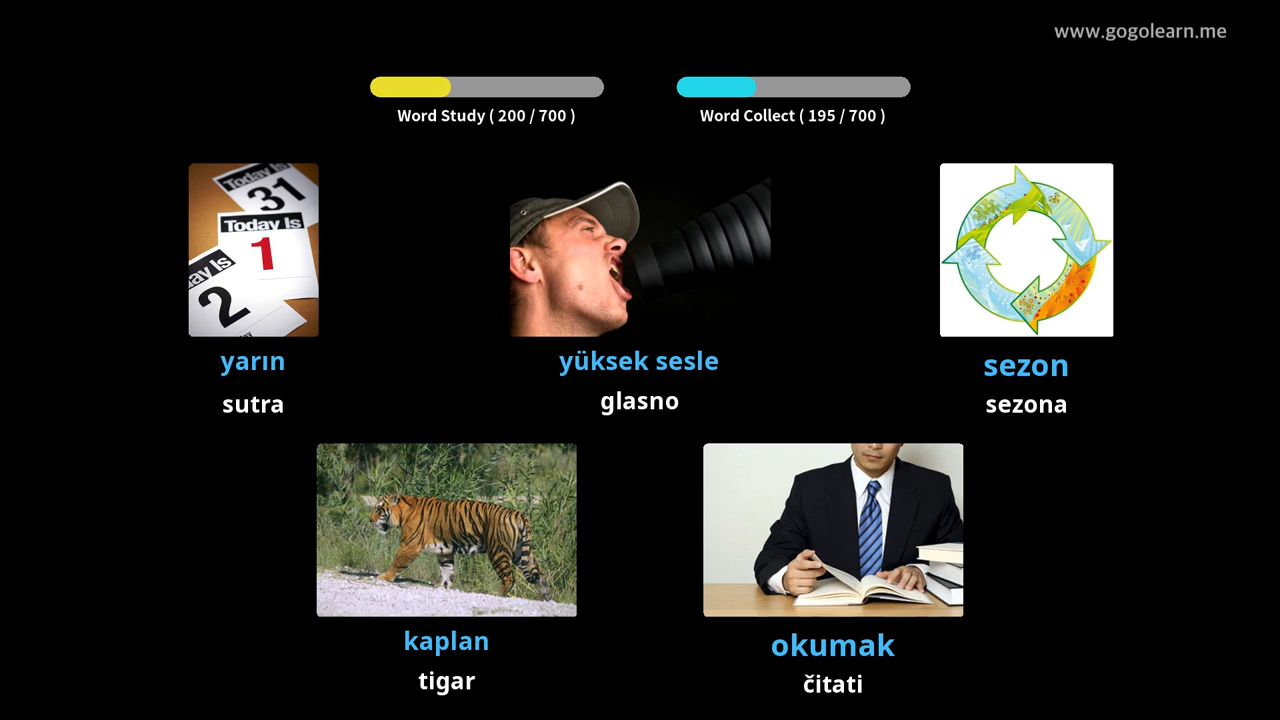 www.gogolearn.me
Word Study ( 200 / 700 )
Word Collect ( 195 / 700 )
Today Is
31
Today Is
1
ay Is
2
yarın
sutra
yüksek sesle
glasno
sezon
sezona
kaplan
tigar
okumak
čitati